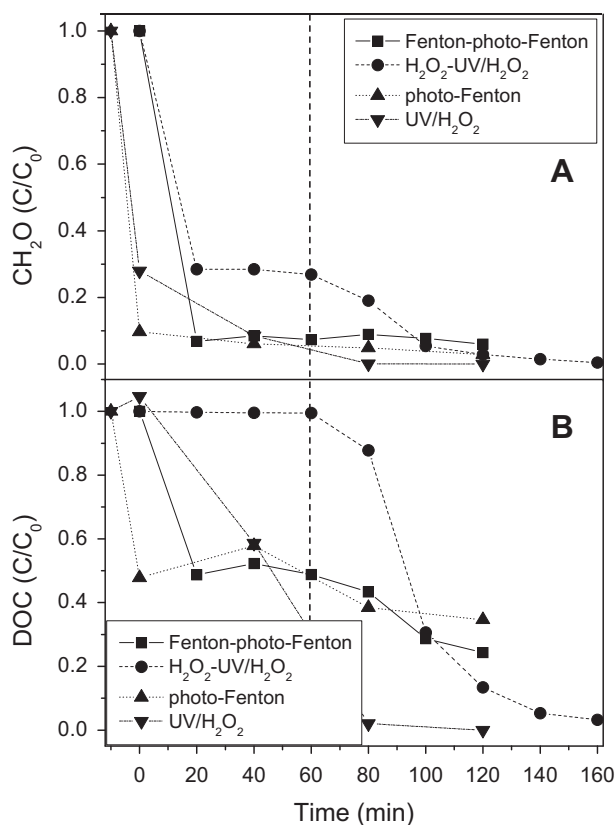 Fenton-photo-Fenton
H₂O₂-UV/H₂O₂
photo-Fenton
UV/H₂O₂
A
1.0
0.8
0.6
0.4
0.2
0.0
CH₂O (C/C₀)
B
1.0
0.8
0.6
0.4
0.2
0.0
DOC (C/C₀)
Fenton-photo-Fenton
H₂O₂-UV/H₂O₂
photo-Fenton
UV/H₂O₂
0 20 40 60 80 100 120 140 160
Time (min)